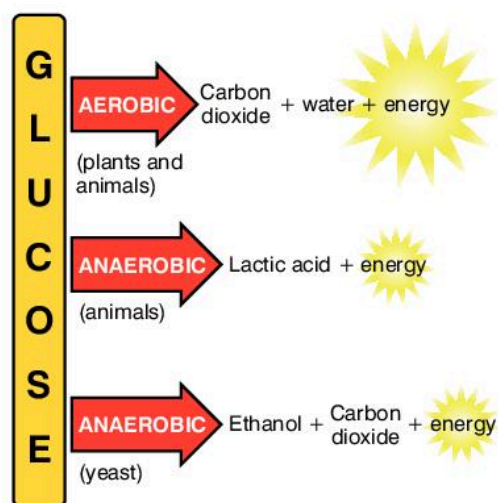 G
L
U
C
O
S
E
AEROBIC
(plants and
animals)
Carbon
dioxide + water + energy
ANAEROBIC
(animals)
Lactic acid + energy
ANAEROBIC
(yeast)
Ethanol + Carbon
dioxide + energy